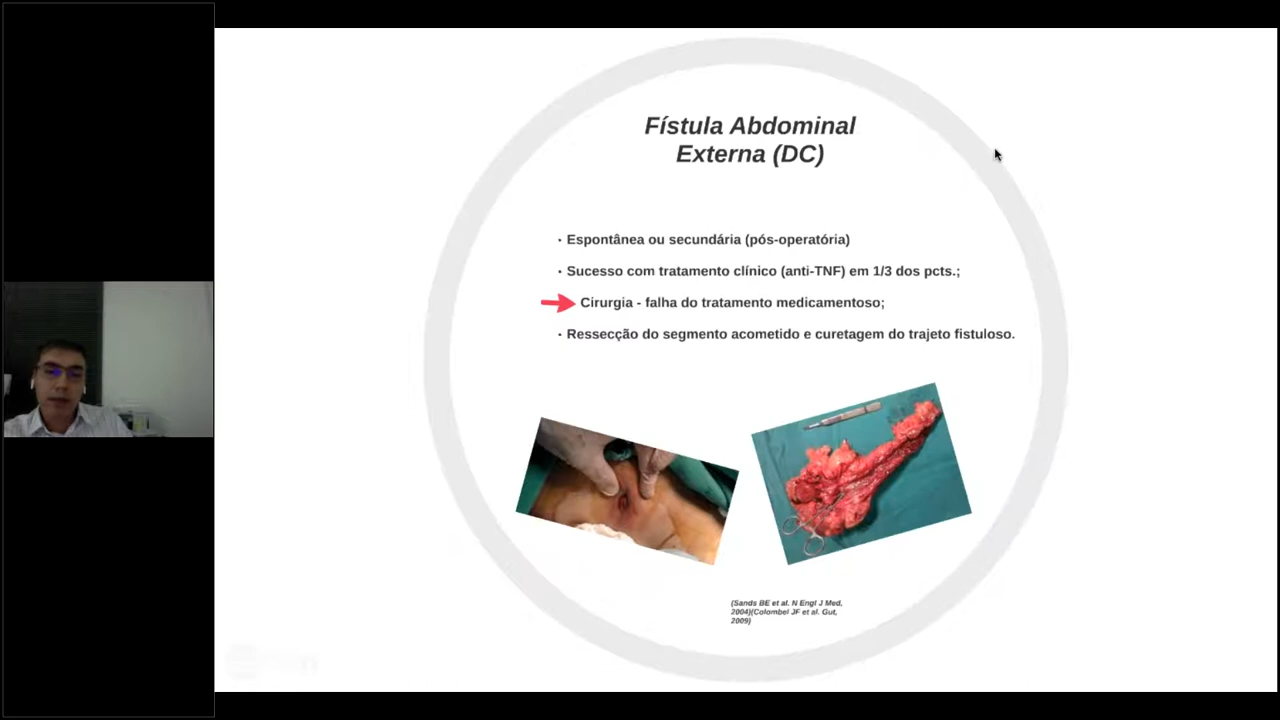 Fístula Abdominal
Externa (DC)
· Espontânea ou secundária (pós-operatória)
· Sucesso com tratamento clínico (anti-TNF) em 1/3 dos pcts.;
Cirurgia - falha do tratamento medicamentoso;
· Ressecção do segmento acometido e curetagem do trajeto fistuloso.
(Sands BE et al. N Engl J Med,
2004)(Colombel JF et al. Gut,
2009)